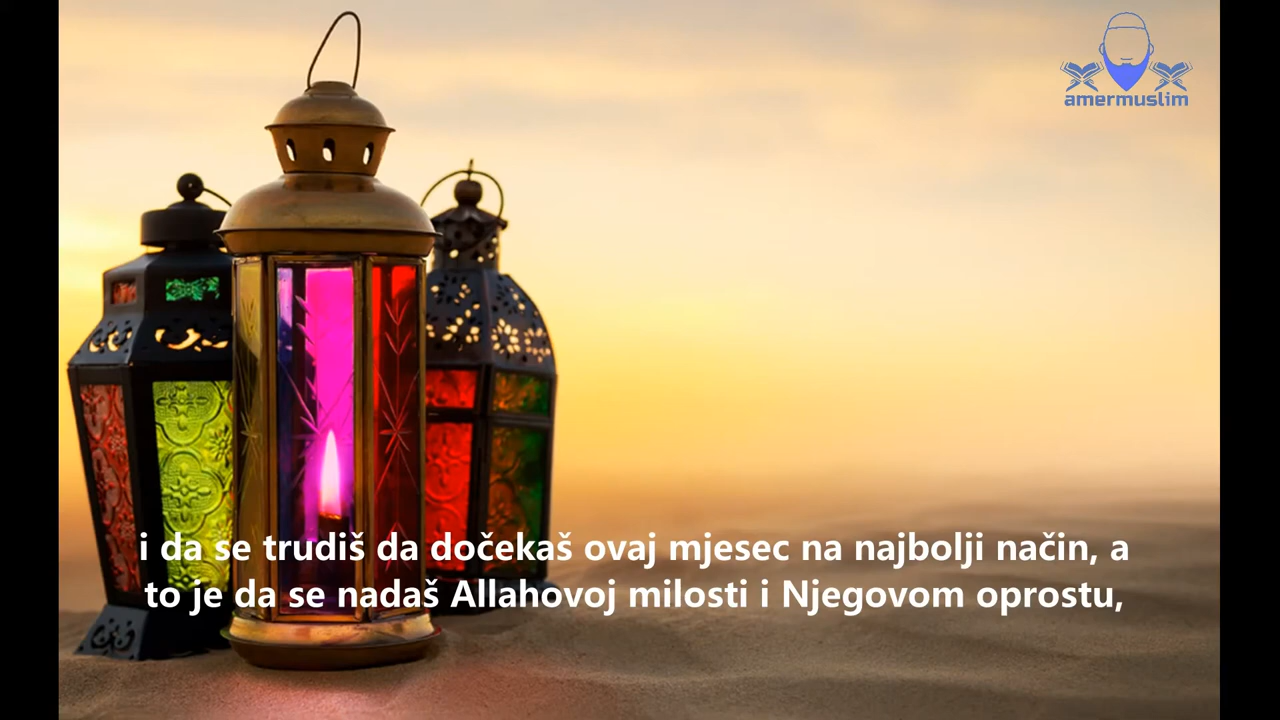 amermuslim
i da se trudiš da dočekaš ovaj mjesec na najbolji način, a
to je da se nadaš Allahovoj milosti i Njegovom oprostu,